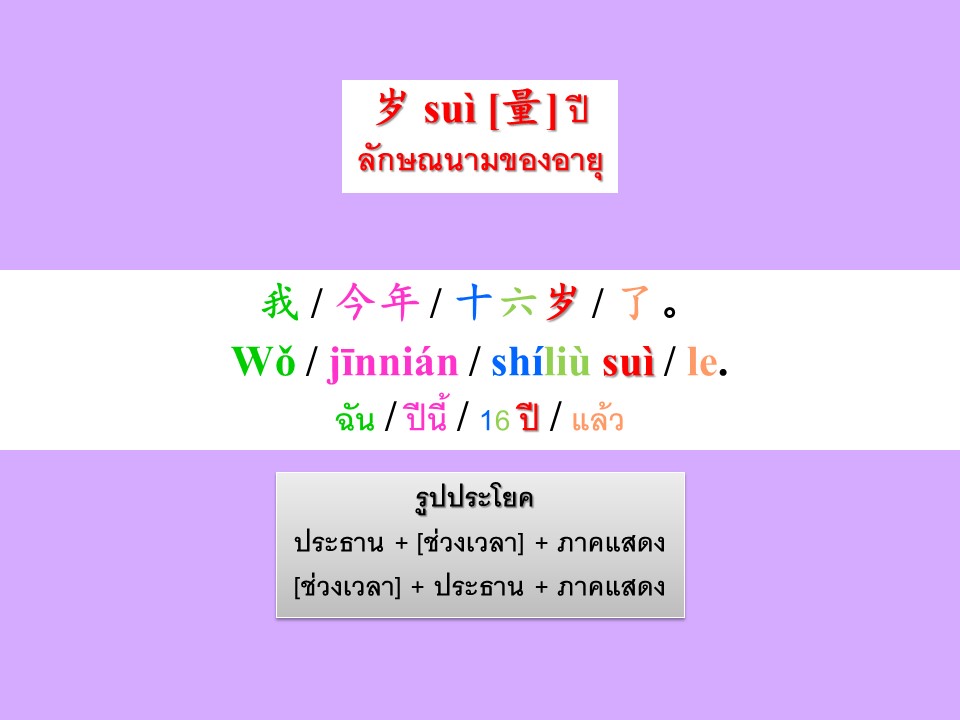 岁 suì [量] ปี
ลักษณนามของอายุ
我 / 今年 / 十六岁 / 了。
Wǒ / jīnnián / shíliù suì / le.
ฉัน / ปีนี้ / 16 ปี / แล้ว
รูปประโยค
ประธาน + [ช่วงเวลา] + ภาคแสดง
[ช่วงเวลา] + ประธาน + ภาคแสดง